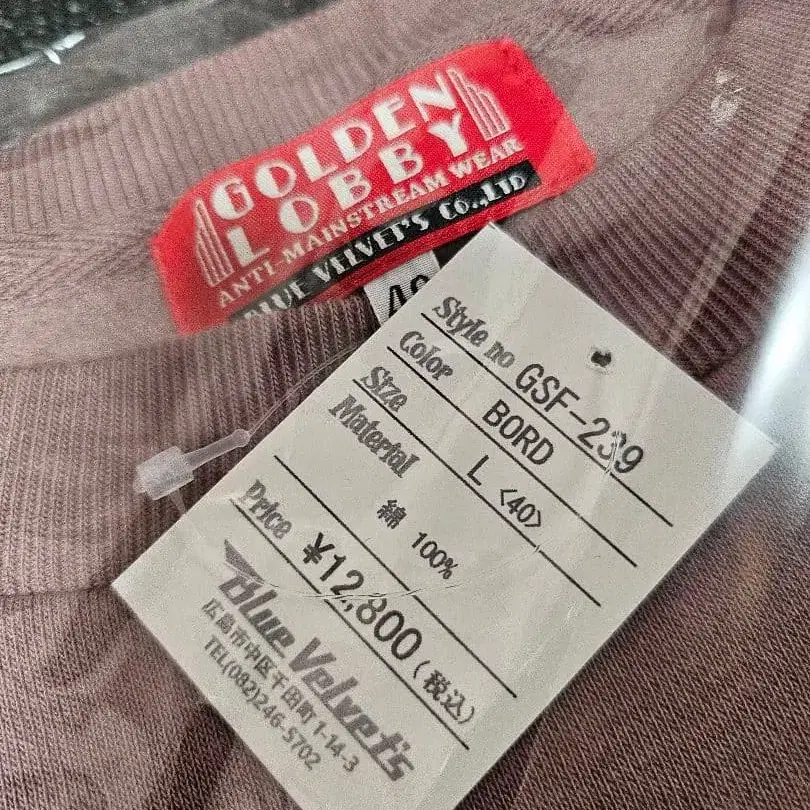 GOLDEN
LOBBY
ANTI-MAINSTREAM WEAR
BLUE VELVET'S CO.,LTD
Style no GSF-239
Color BORD
Size L <40>
Material
綿 100%
Price ¥12,800(税込)
Blue Velvet's
広島市中区千田町1-14-3
TEL(082)246-5702